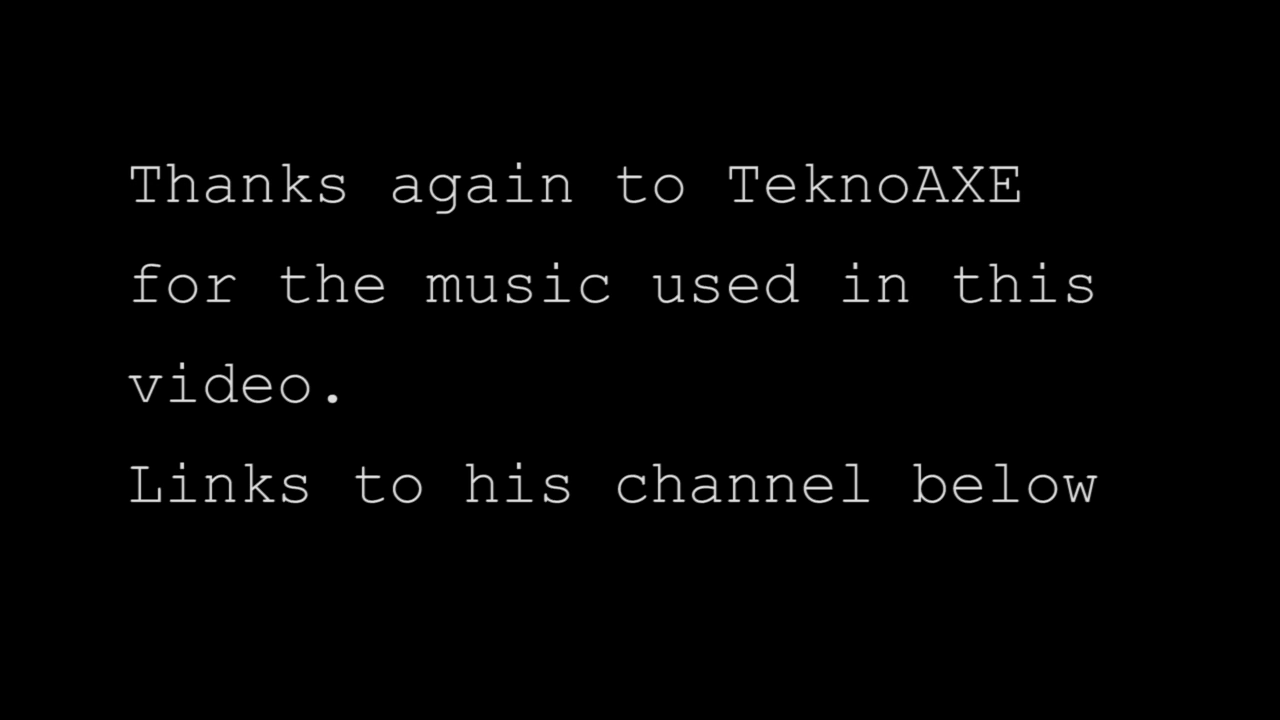 Thanks again to TeknoAXE
for the music used in this
video.
Links to his channel below